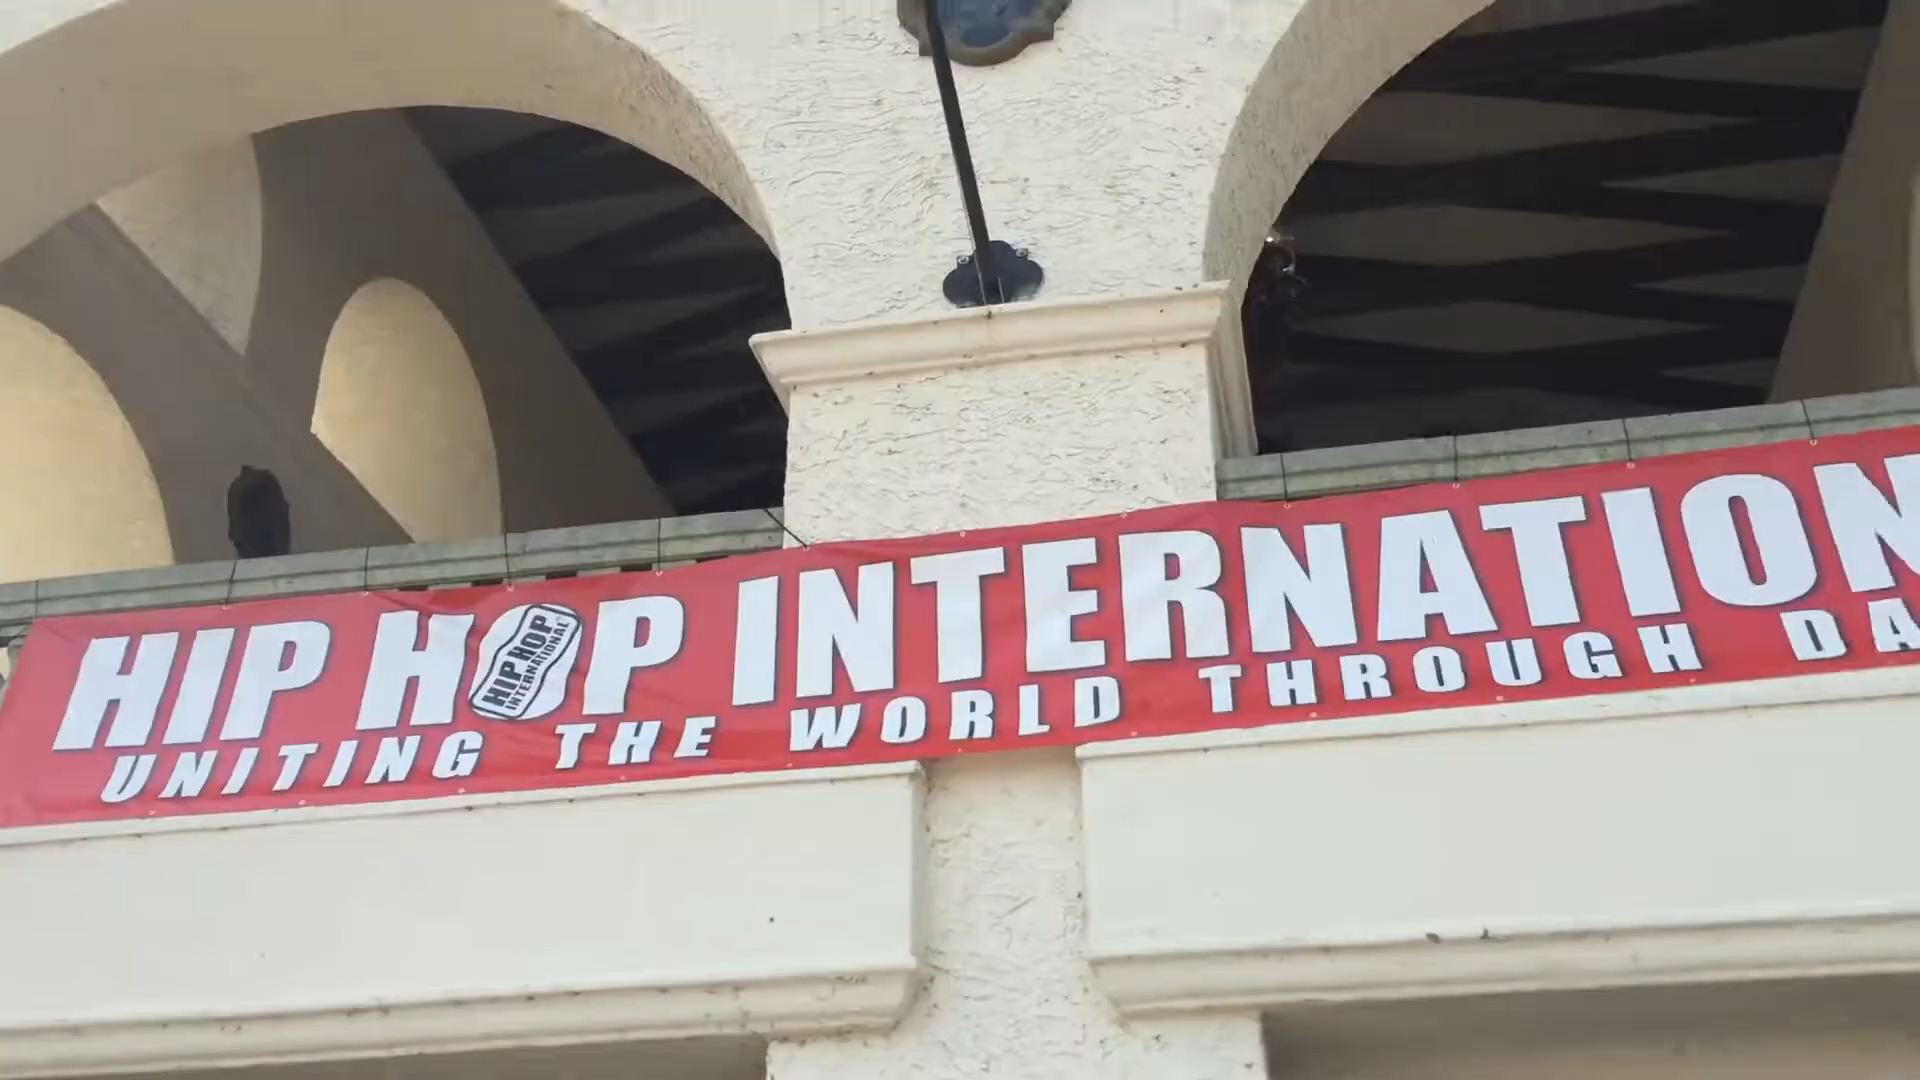 HIP HOP INTERNATION
HIP HOP
INTERNATIONAL
UNITING THE WORLD THROUGH DA